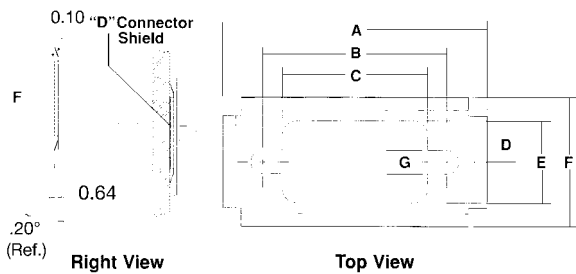 0.10 “D” Connector
Shield
A
B
C
F
D
G
E
F
0.64
.20°
(Ref.)
Right View
Top View